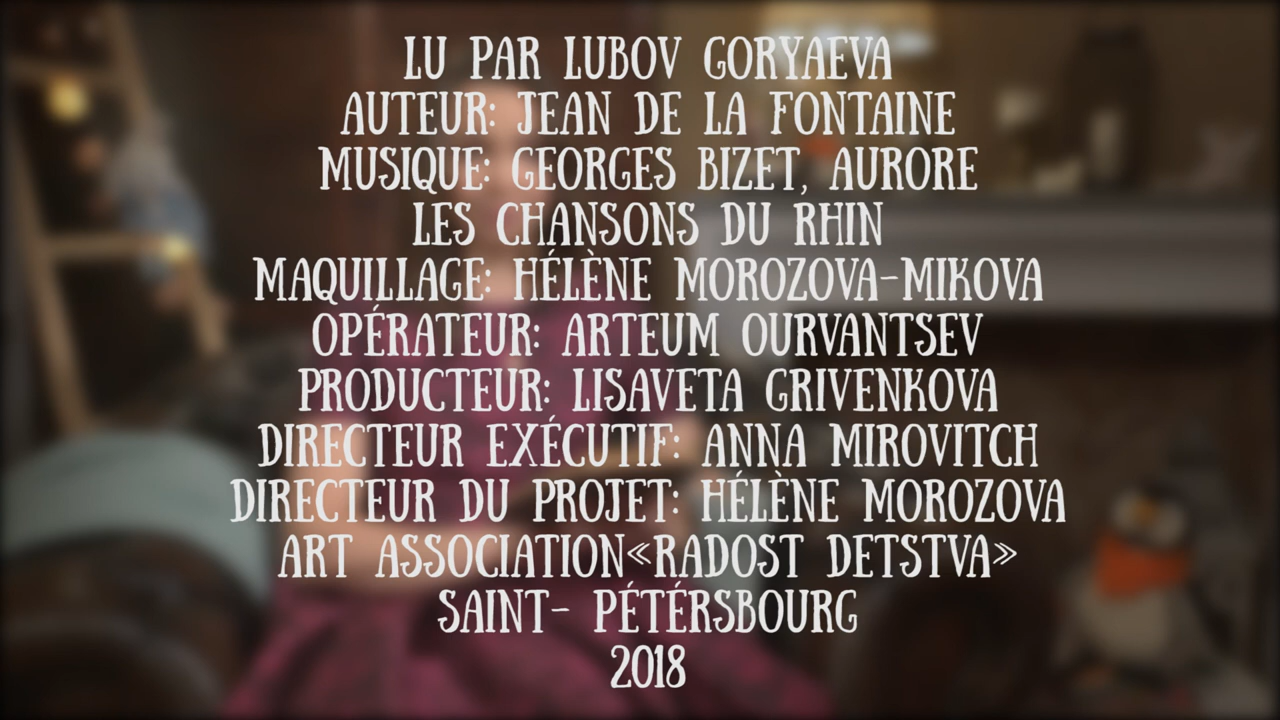 LU PAR LUBOV GORYAEVA
AUTEUR: JEAN DE LA FONTAINE
MUSIQUE: GEORGES BIZET, AURORE
LES CHANSONS DU RHIN
MAQUILLAGE: HÉLÈNE MOROZOVA-MIKOVA
OPÉRATEUR: ARTEUM OURVANTSEV
PRODUCTEUR: LISAVETA GRIVENKOVA
DIRECTEUR EXÉCUTIF: ANNA MIROVITCH
DIRECTEUR DU PROJET: HÉLÈNE MOROZOVA
ART ASSOCIATION«RADOST DETSTVA»
SAINT- PÉTÉRSBOURG
2018